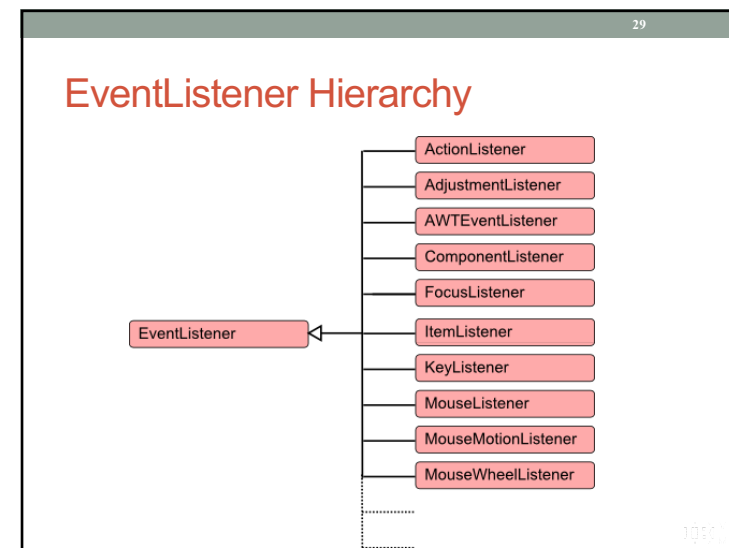 29
EventListener Hierarchy
ActionListener
AdjustmentListener
AWTEventListener
ComponentListener
FocusListener
EventListener
ItemListener
KeyListener
MouseListener
MouseMotionListener
MouseWheelListener